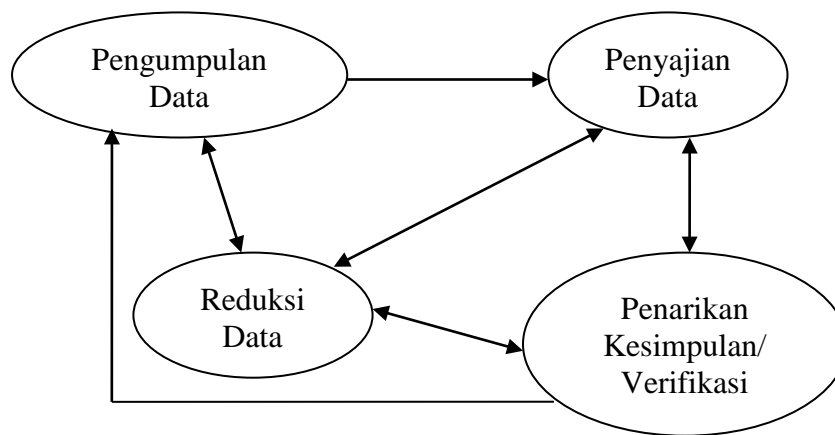 Pengumpulan
Data
Penyajian
Data
Reduksi
Data
Penarikan
Kesimpulan/
Verifikasi